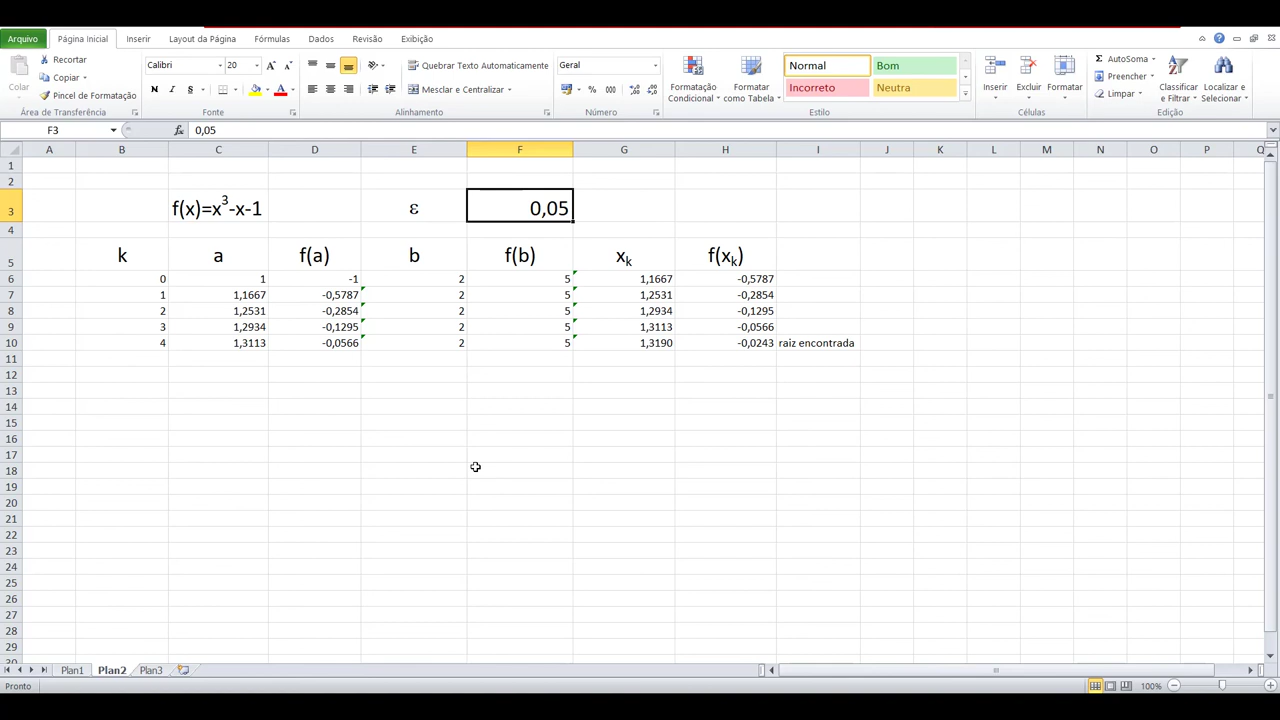 Arquivo Página Inicial Inserir Layout da Página Fórmulas Dados Revisão Exibição
Colar
Recortar
Copiar
Pincel de Formatação
Área de Transferência
Calibri 20
N I S
Fonte
Quebrar Texto Automaticamente
Mesclar e Centralizar
Alinhamento
Geral
% 000
Número
Formatação Condicional
Formatar como Tabela
Normal Bom
Incorreto Neutra
Estilo
Inserir Excluir Formatar
Células
AutoSoma
Preencher
Limpar
Classificar e Filtrar
Localizar e Selecionar
Edição
F3 fx 0,05
A B C D E F G H I J K L M N O P Q
1
2
3 f(x)=x³-x-1 ε 0,05
4
5 k a f(a) b f(b) xₖ f(xₖ)
6 0 1 -1 2 5 1,1667 -0,5787
7 1 1,1667 -0,5787 2 5 1,2531 -0,2854
8 2 1,2531 -0,2854 2 5 1,2934 -0,1295
9 3 1,2934 -0,1295 2 5 1,3113 -0,0566
10 4 1,3113 -0,0566 2 5 1,3190 -0,0243 raiz encontrada
11
12
13
14
15
16
17
18
19
20
21
22
23
24
25
26
27
28
29
Plan1 Plan2 Plan3
Pronto 100%